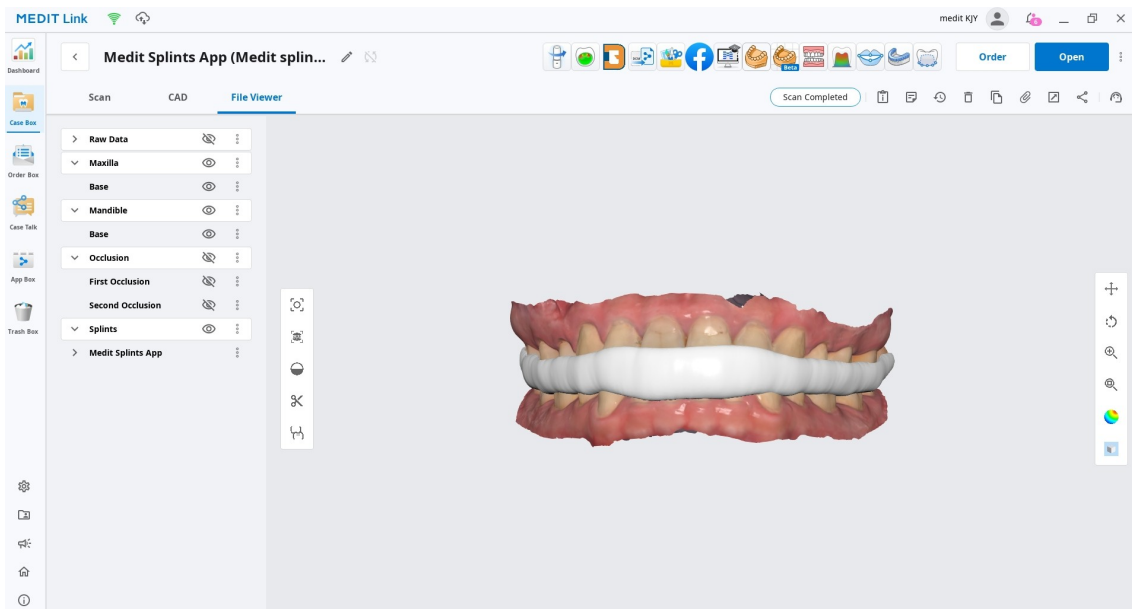 MEDIT Link
medit KJY
Dashboard
Case Box
Order Box
Case Talk
App Box
Trash Box
Medit Splints App (Medit splin...
Beta
Order
Open
Scan
CAD
File Viewer
Scan Completed
Raw Data
Maxilla
Base
Mandible
Base
Occlusion
First Occlusion
Second Occlusion
Splints
Medit Splints App